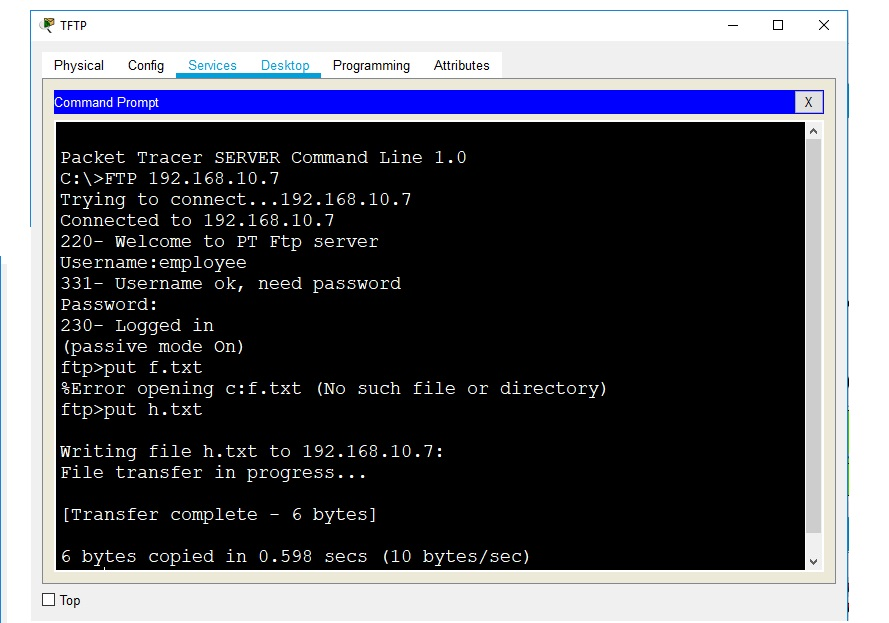 TFTP
Physical Config Services Desktop Programming Attributes
Command Prompt X
Packet Tracer SERVER Command Line 1.0
C:\>FTP 192.168.10.7
Trying to connect...192.168.10.7
Connected to 192.168.10.7
220- Welcome to PT Ftp server
Username:employee
331- Username ok, need password
Password:
230- Logged in
(passive mode On)
ftp>put f.txt
%Error opening c:f.txt (No such file or directory)
ftp>put h.txt
Writing file h.txt to 192.168.10.7:
File transfer in progress...
[Transfer complete - 6 bytes]
6 bytes copied in 0.598 secs (10 bytes/sec)
Top